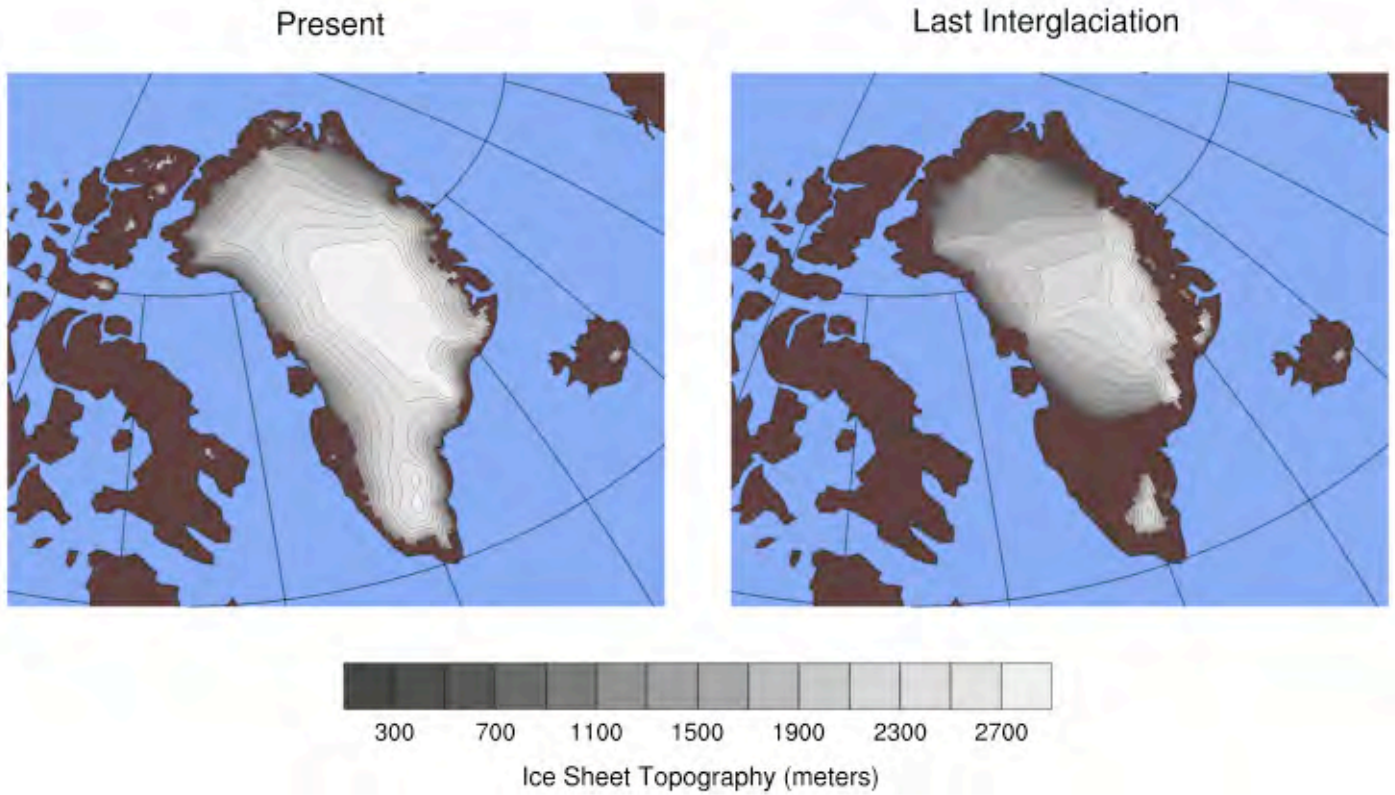 Present
Last Interglaciation
300 700 1100 1500 1900 2300 2700
Ice Sheet Topography (meters)